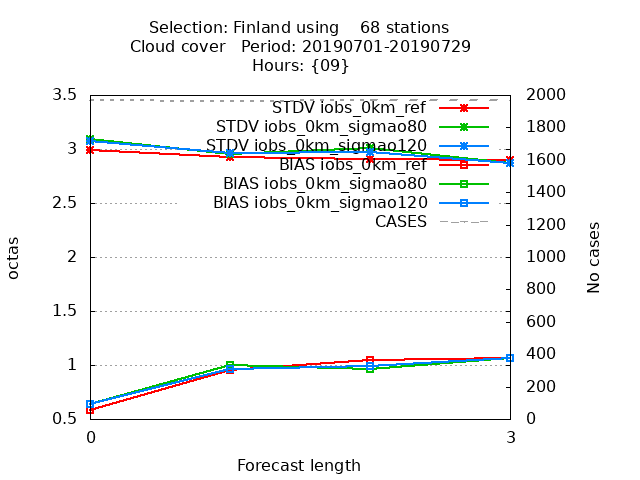 Selection: Finland using 68 stations
Cloud cover Period: 20190701-20190729
Hours: {09}
3.5
3
2.5
2
1.5
1
0.5
octas
STDV iobs_0km_ref
STDV iobs_0km_sigmao80
STDV iobs_0km_sigmao120
BIAS iobs_0km_ref
BIAS iobs_0km_sigmao80
BIAS iobs_0km_sigmao120
CASES
2000
1800
1600
1400
1200
1000
800
600
400
200
0
No cases
0 3
Forecast length